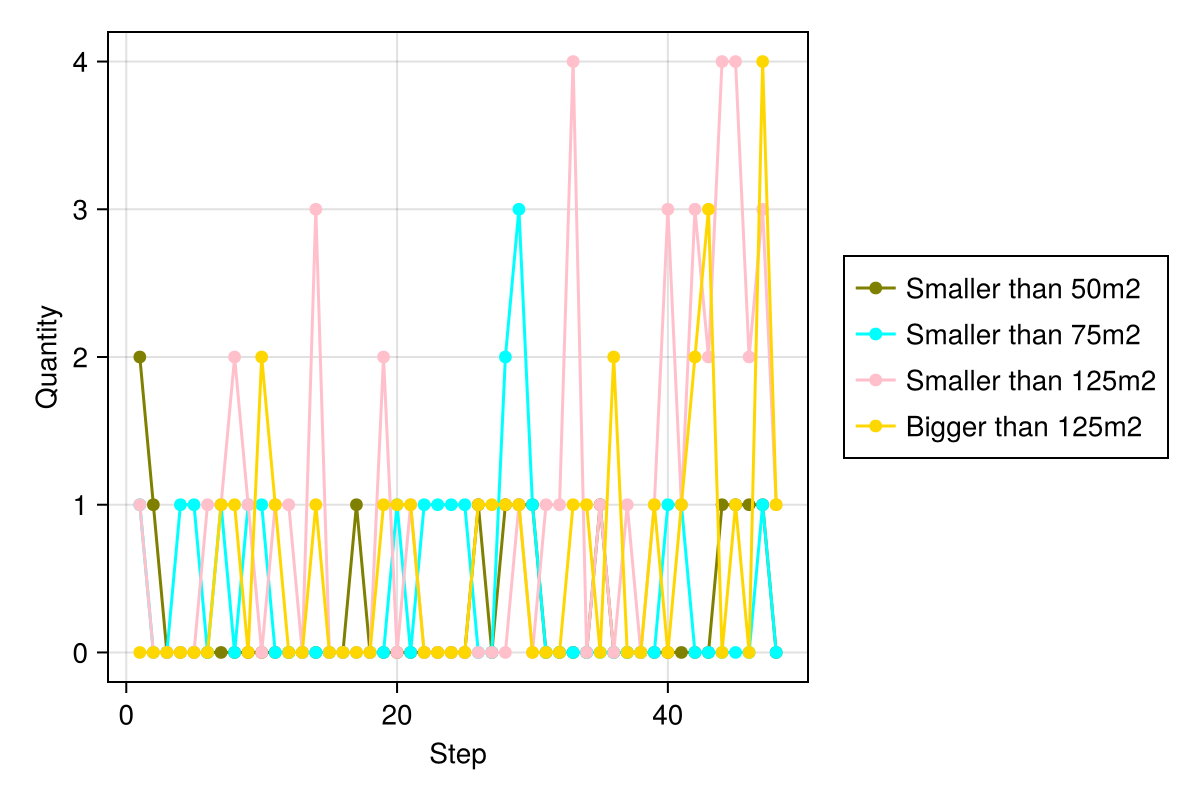 4
3
2
1
0
Quantity
0 20 40
Step
Smaller than 50m2
Smaller than 75m2
Smaller than 125m2
Bigger than 125m2